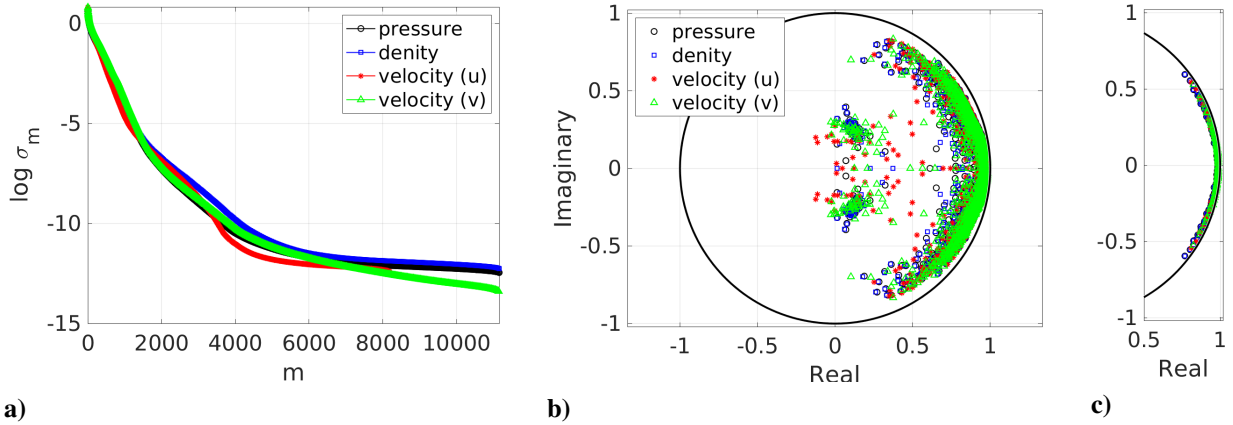 0
-5
-10
-15
0
2000
4000
6000
8000
10000
log σm
m
pressure
denity
velocity (u)
velocity (v)
a)
1
0.5
0
-0.5
-1
-1
-0.5
0
0.5
1
Imaginary
Real
pressure
denity
velocity (u)
velocity (v)
b)
1
0.5
0
-0.5
-1
0.5
1
Real
c)